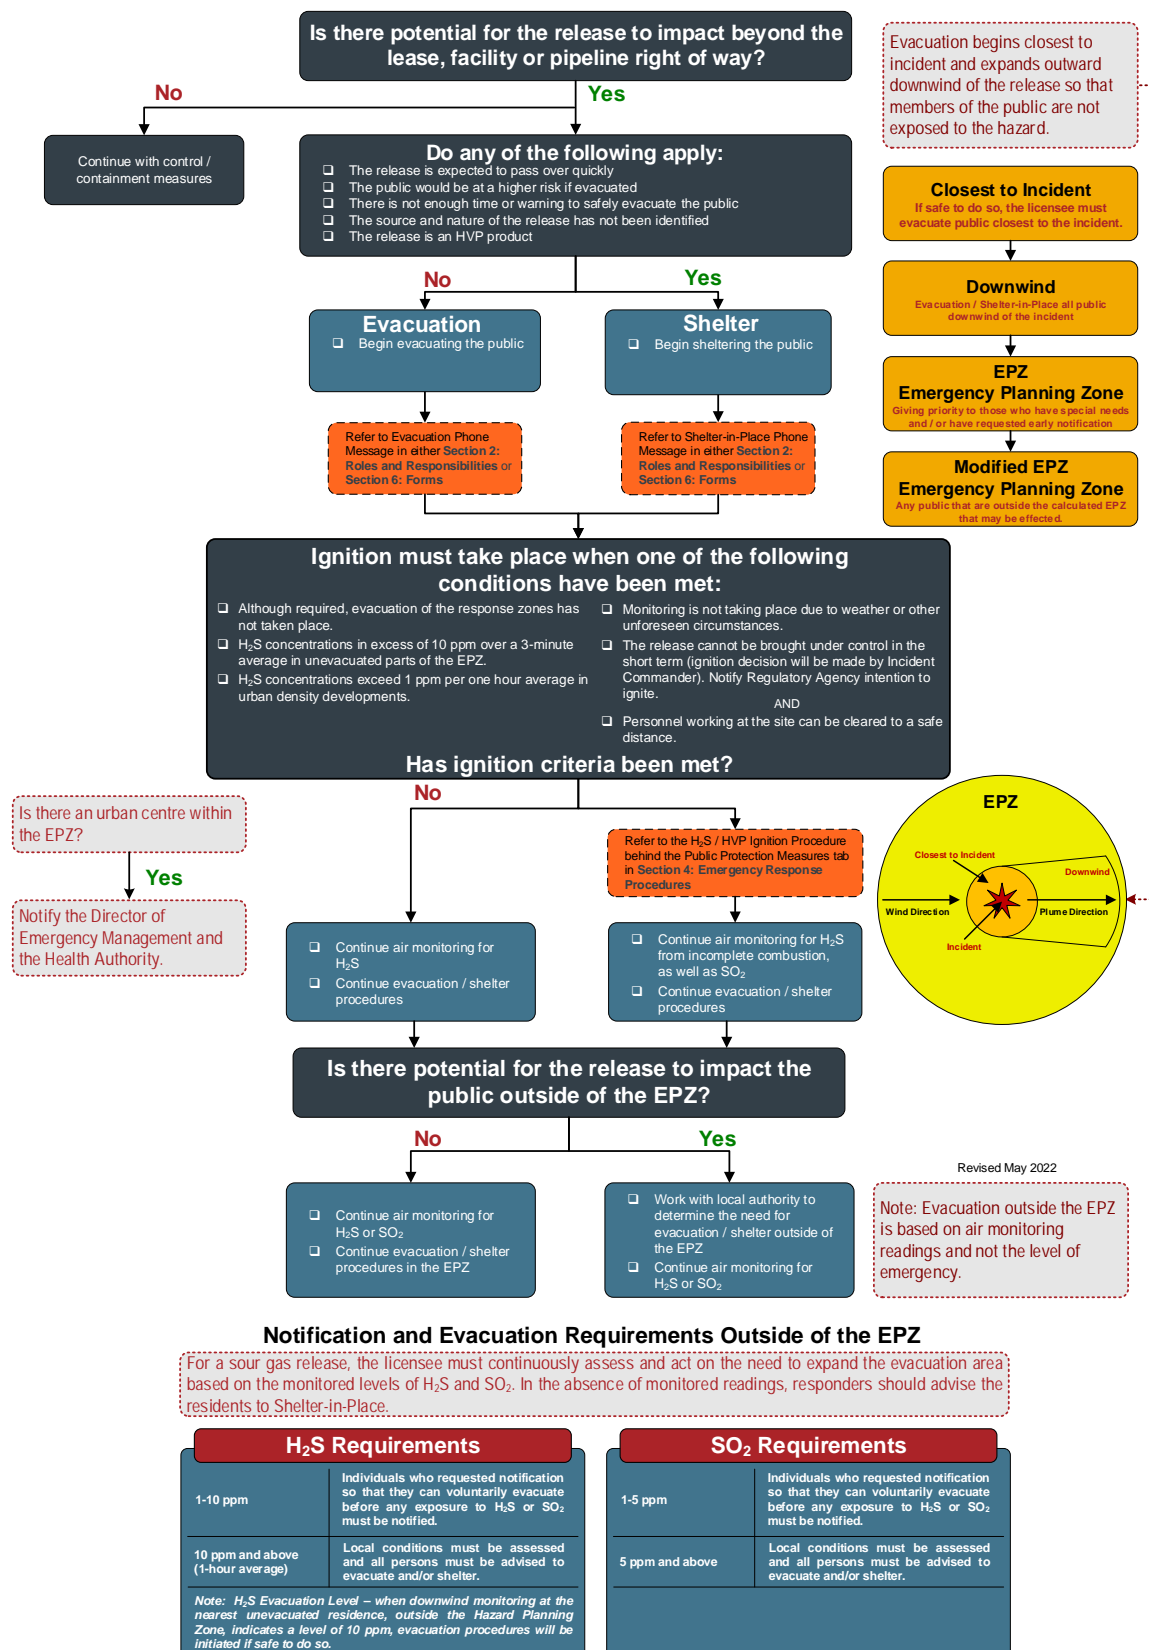 Is there potential for the release to impact beyond the
lease, facility or pipeline right of way?
No
Yes
Continue with control /
containment measures
Do any of the following apply:
❑ The release is expected to pass over quickly
❑ The public would be at a higher risk if evacuated
❑ There is not enough time or warning to safely evacuate the public
❑ The source and nature of the release has not been identified
❑ The release is an HVP product
No
Yes
Evacuation
❑ Begin evacuating the public
Shelter
❑ Begin sheltering the public
Refer to Evacuation Phone
Message in either Section 2:
Roles and Responsibilities or
Section 6: Forms
Refer to Shelter-in-Place Phone
Message in either Section 2:
Roles and Responsibilities or
Section 6: Forms
Evacuation begins closest to
incident and expands outward
downwind of the release so that
members of the public are not
exposed to the hazard.
Closest to Incident
If safe to do so, the licensee must
evacuate public closest to the incident.
Downwind
Evacuation / Shelter-in-Place all public
downwind of the incident
EPZ
Emergency Planning Zone
Giving priority to those who have special needs
and / or have requested early notification
Modified EPZ
Emergency Planning Zone
Any public that are outside the calculated EPZ
that may be effected.
Ignition must take place when one of the following
conditions have been met:
❑ Although required, evacuation of the response zones has
not taken place.
❑ H₂S concentrations in excess of 10 ppm over a 3-minute
average in unevacuated parts of the EPZ.
❑ H₂S concentrations exceed 1 ppm per one hour average in
urban density developments.
❑ Monitoring is not taking place due to weather or other
unforeseen circumstances.
❑ The release cannot be brought under control in the
short term (ignition decision will be made by Incident
Commander). Notify Regulatory Agency intention to
ignite.
AND
❑ Personnel working at the site can be cleared to a safe
distance.
Has ignition criteria been met?
No
Is there an urban centre within
the EPZ?
Yes
Notify the Director of
Emergency Management and
the Health Authority.
Refer to the H₂S / HVP Ignition Procedure
behind the Public Protection Measures tab
in Section 4: Emergency Response
Procedures
❑ Continue air monitoring for
H₂S
❑ Continue evacuation / shelter
procedures
❑ Continue air monitoring for H₂S
from incomplete combustion,
as well as SO₂
❑ Continue evacuation / shelter
procedures
EPZ
Closest to Incident
Downwind
Wind Direction
Plume Direction
Incident
Is there potential for the release to impact the
public outside of the EPZ?
No
Yes
❑ Continue air monitoring for
H₂S or SO₂
❑ Continue evacuation / shelter
procedures in the EPZ
❑ Work with local authority to
determine the need for
evacuation / shelter outside of
the EPZ
❑ Continue air monitoring for
H₂S or SO₂
Revised May 2022
Note: Evacuation outside the EPZ
is based on air monitoring
readings and not the level of
emergency.
Notification and Evacuation Requirements Outside of the EPZ
For a sour gas release, the licensee must continuously assess and act on the need to expand the evacuation area
based on the monitored levels of H₂S and SO₂. In the absence of monitored readings, responders should advise the
residents to Shelter-in-Place.
H₂S Requirements
1-10 ppm
Individuals who requested notification
so that they can voluntarily evacuate
before any exposure to H₂S or SO₂
must be notified.
10 ppm and above
(1-hour average)
Local conditions must be assessed
and all persons must be advised to
evacuate and/or shelter.
Note: H₂S Evacuation Level – when downwind monitoring at the
nearest unevacuated residence, outside the Hazard Planning
Zone, indicates a level of 10 ppm, evacuation procedures will be
initiated if safe to do so.
SO₂ Requirements
1-5 ppm
Individuals who requested notification
so that they can voluntarily evacuate
before any exposure to H₂S or SO₂
must be notified.
5 ppm and above
Local conditions must be assessed
and all persons must be advised to
evacuate and/or shelter.